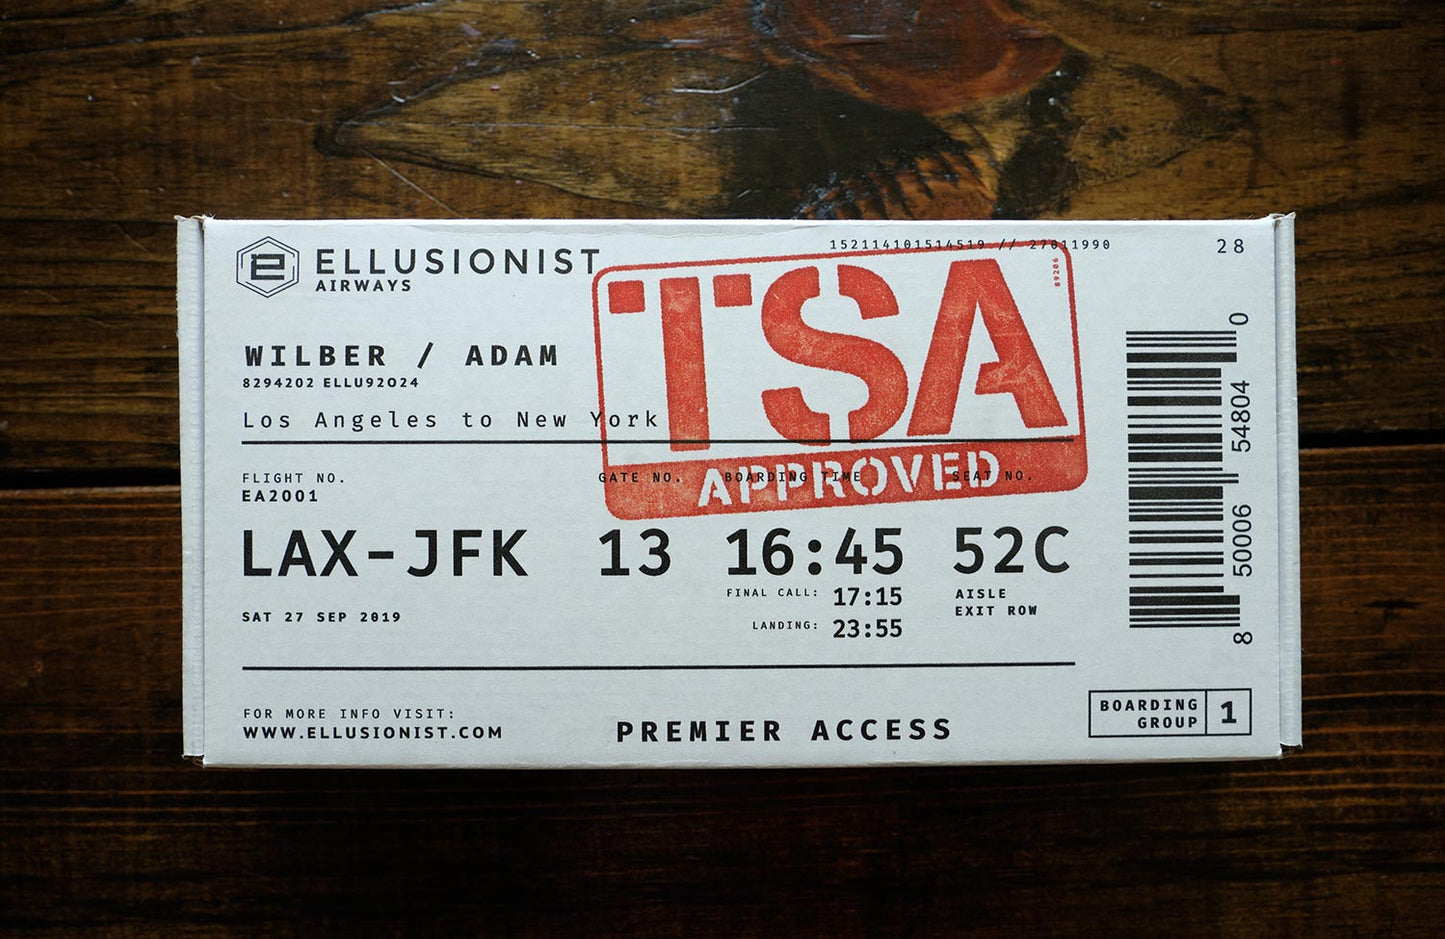 ELLUSIONIST
AIRWAYS
152114101514519 // 27011990
28
TSA
89206
APPROVED
WILBER / ADAM
8294202 ELLU92024
Los Angeles to New York
FLIGHT NO.
EA2001
GATE NO.
BOARDING TIME
SEAT NO.
LAX-JFK
13
16:45
52C
FINAL CALL: 17:15
LANDING: 23:55
AISLE
EXIT ROW
SAT 27 SEP 2019
FOR MORE INFO VISIT:
WWW.ELLUSIONIST.COM
PREMIER ACCESS
BOARDING
GROUP
1
8 50006 54804 0